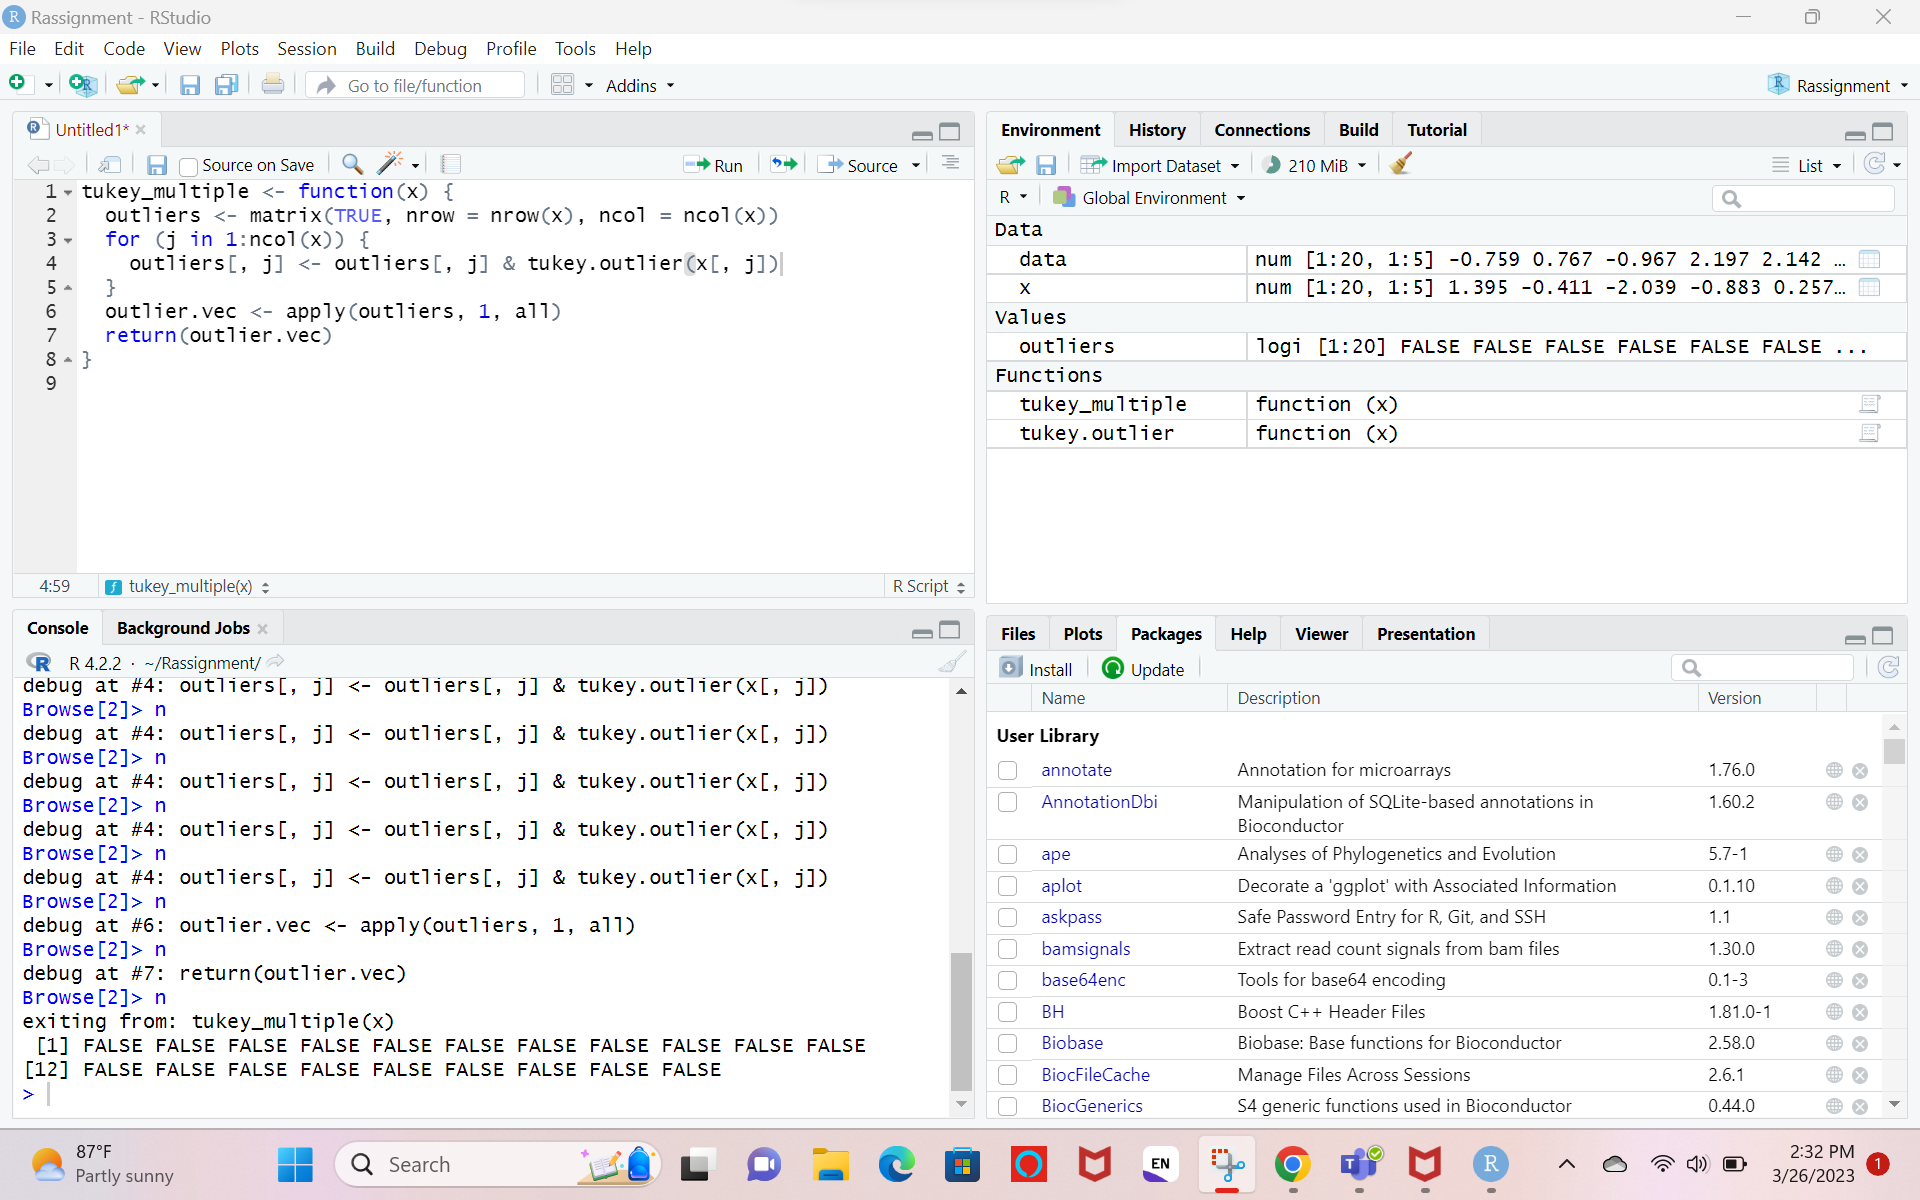 Rassignment - RStudio
File Edit Code View Plots Session Build Debug Profile Tools Help
Go to file/function Addins Rassignment
Untitled1*
Source on Save Run Source
1 tukey_multiple <- function(x) {
2 outliers <- matrix(TRUE, nrow = nrow(x), ncol = ncol(x))
3 for (j in 1:ncol(x)) {
4 outliers[, j] <- outliers[, j] & tukey.outlier(x[, j])
5 }
6 outlier.vec <- apply(outliers, 1, all)
7 return(outlier.vec)
8 }
9
4:59 tukey_multiple(x) R Script
Console Background Jobs
R 4.2.2 · ~/Rassignment/
debug at #4: outliers[, j] <- outliers[, j] & tukey.outlier(x[, j])
Browse[2]> n
debug at #4: outliers[, j] <- outliers[, j] & tukey.outlier(x[, j])
Browse[2]> n
debug at #4: outliers[, j] <- outliers[, j] & tukey.outlier(x[, j])
Browse[2]> n
debug at #4: outliers[, j] <- outliers[, j] & tukey.outlier(x[, j])
Browse[2]> n
debug at #4: outliers[, j] <- outliers[, j] & tukey.outlier(x[, j])
Browse[2]> n
debug at #6: outlier.vec <- apply(outliers, 1, all)
Browse[2]> n
debug at #7: return(outlier.vec)
Browse[2]> n
exiting from: tukey_multiple(x)
[1] FALSE FALSE FALSE FALSE FALSE FALSE FALSE FALSE FALSE FALSE FALSE
[12] FALSE FALSE FALSE FALSE FALSE FALSE FALSE FALSE FALSE
>
Environment History Connections Build Tutorial
Import Dataset 210 MiB List
R Global Environment
Data
data num [1:20, 1:5] -0.759 0.767 -0.967 2.197 2.142 …
x num [1:20, 1:5] 1.395 -0.411 -2.039 -0.883 0.257…
Values
outliers logi [1:20] FALSE FALSE FALSE FALSE FALSE FALSE ...
Functions
tukey_multiple function (x)
tukey.outlier function (x)
Files Plots Packages Help Viewer Presentation
Install Update
Name Description Version
User Library
annotate Annotation for microarrays 1.76.0
AnnotationDbi Manipulation of SQLite-based annotations in 1.60.2
Bioconductor
ape Analyses of Phylogenetics and Evolution 5.7-1
aplot Decorate a 'ggplot' with Associated Information 0.1.10
askpass Safe Password Entry for R, Git, and SSH 1.1
bamsignals Extract read count signals from bam files 1.30.0
base64enc Tools for base64 encoding 0.1-3
BH Boost C++ Header Files 1.81.0-1
Biobase Biobase: Base functions for Bioconductor 2.58.0
BiocFileCache Manage Files Across Sessions 2.6.1
BiocGenerics S4 generic functions used in Bioconductor 0.44.0
87°F
Partly sunny
Search
EN
R
2:32 PM
3/26/2023
1